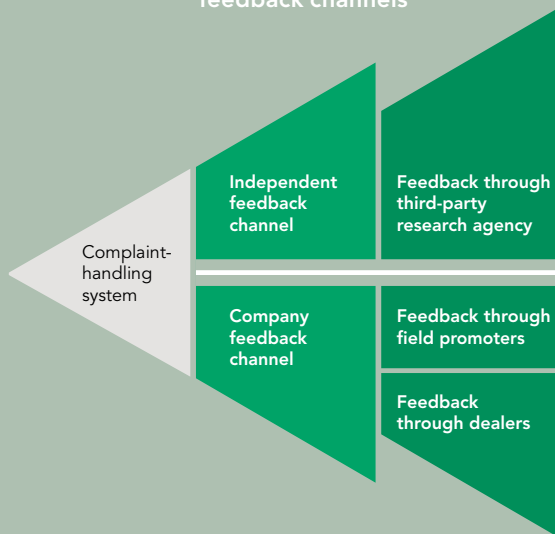 feedback channels
Independent
feedback
channel
Feedback through
third-party
research agency
Complaint-
handling
system
Company
feedback
channel
Feedback through
field promoters
Feedback
through dealers